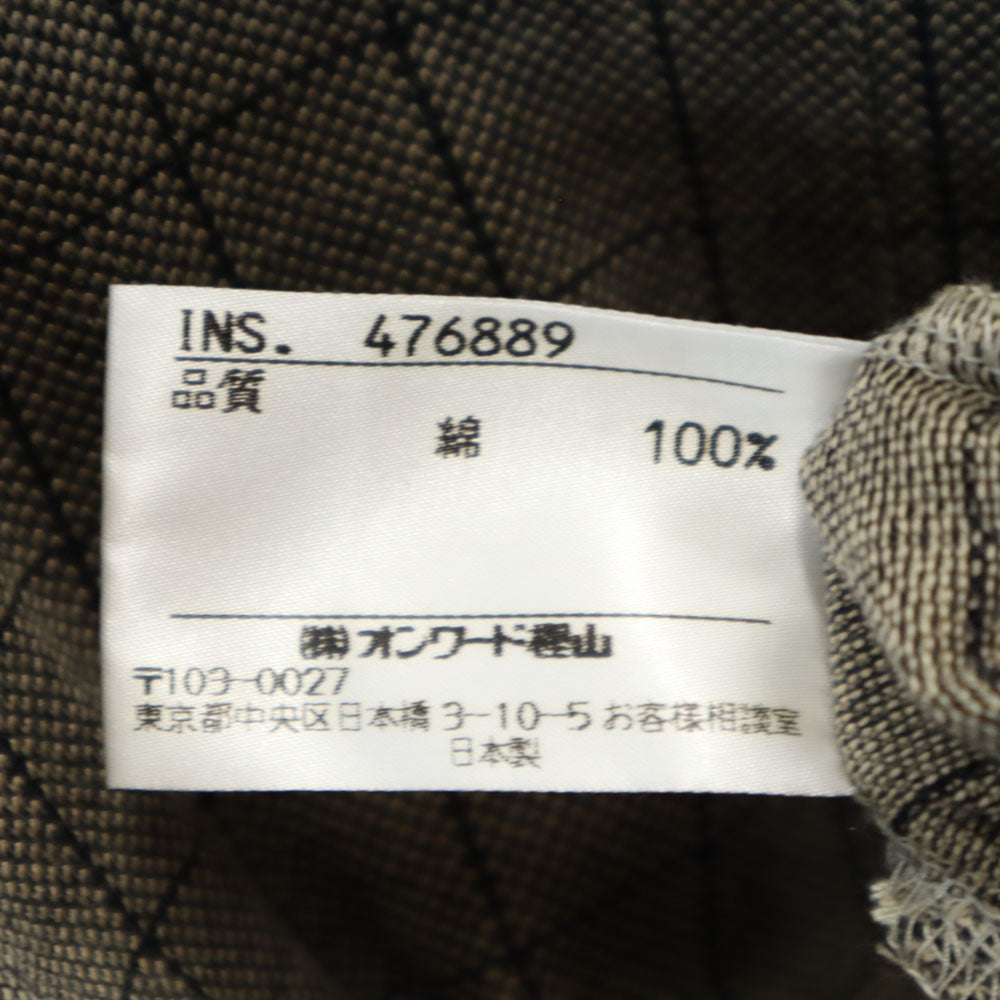 INS. 476889
品質
綿 100%
㈱オンワード樫山
〒103-0027
東京都中央区日本橋3-10-5お客様相談室
日本製